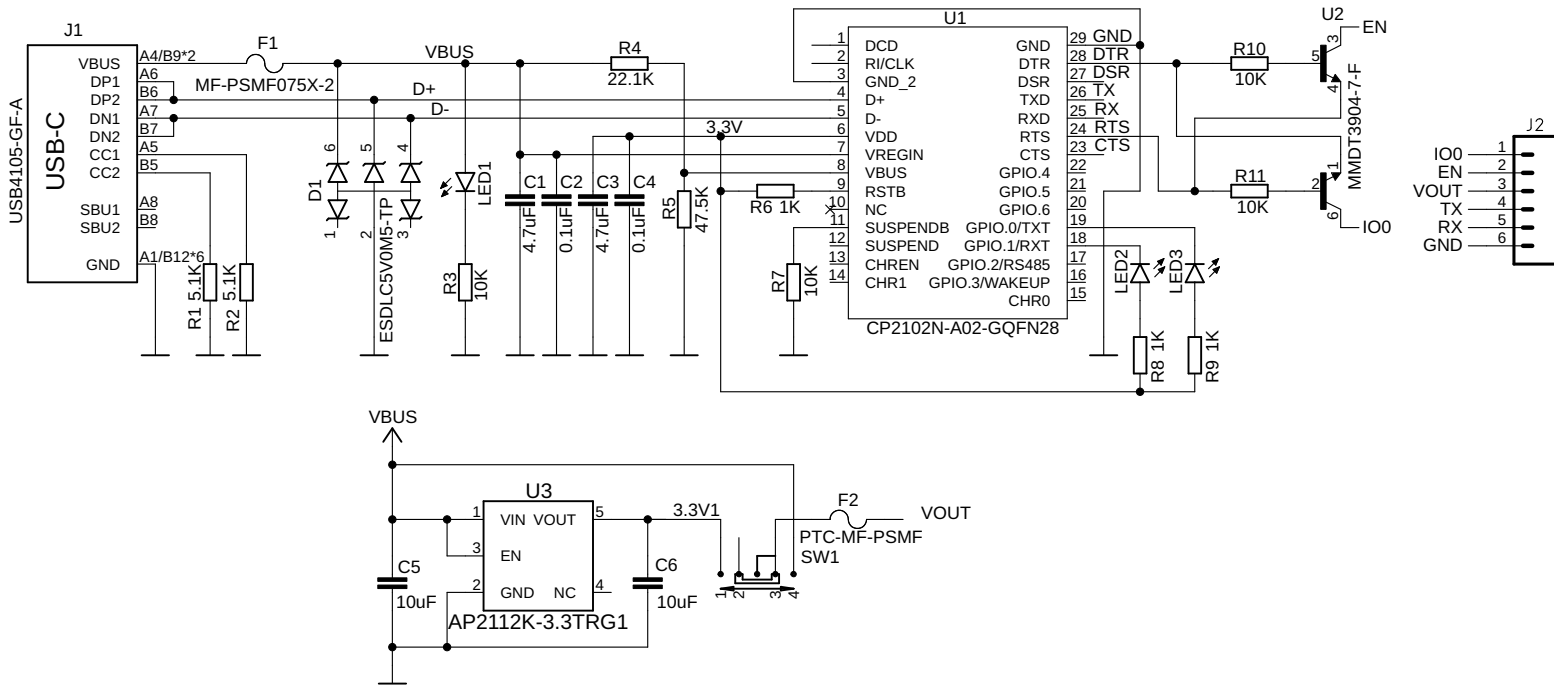 J1
USB4105-GF-A
USB-C
VBUS A4/B9*2
DP1 A6
DP2 B6
DN1 A7
DN2 B7
CC1 A5
CC2 B5
SBU1 A8
SBU2 B8
GND A1/B12*6
F1
MF-PSMF075X-2
VBUS
D+
D-
R1 5.1K
R2 5.1K
D1
6 5 4
1 2 3
ESDLC5V0M5-TP
LED1
R3
10K
C1
4.7uF
C2
0.1uF
C3
4.7uF
C4
0.1uF
R4
22.1K
R5
47.5K
3.3V
R6 1K
R7
10K
U1
1 DCD
2 RI/CLK
3 GND_2
4 D+
5 D-
6 VDD
7 VREGIN
8 VBUS
9 RSTB
10 NC
11 SUSPENDB
12 SUSPEND
13 CHREN
14 CHR1
GND 29 GND
DTR 28 DTR
DSR 27 DSR
TXD 26 TX
RXD 25 RX
RTS 24 RTS
CTS 23 CTS
GPIO.4 22
GPIO.5 21
GPIO.6 20
GPIO.0/TXT 19
GPIO.1/RXT 18
GPIO.2/RS485 17
GPIO.3/WAKEUP 16
CHR0 15
CP2102N-A02-GQFN28
LED2
LED3
R8 1K
R9 1K
R10
10K
R11
10K
U2
3 EN
5
4
1
2
6 IO0
MMDT3904-7-F
J2
IO0 1
EN 2
VOUT 3
TX 4
RX 5
GND 6
VBUS
U3
1 VIN VOUT 5
3 EN
2 GND NC 4
AP2112K-3.3TRG1
C5
10uF
C6
10uF
3.3V1
F2
PTC-MF-PSMF
VOUT
SW1
1 2 3 4